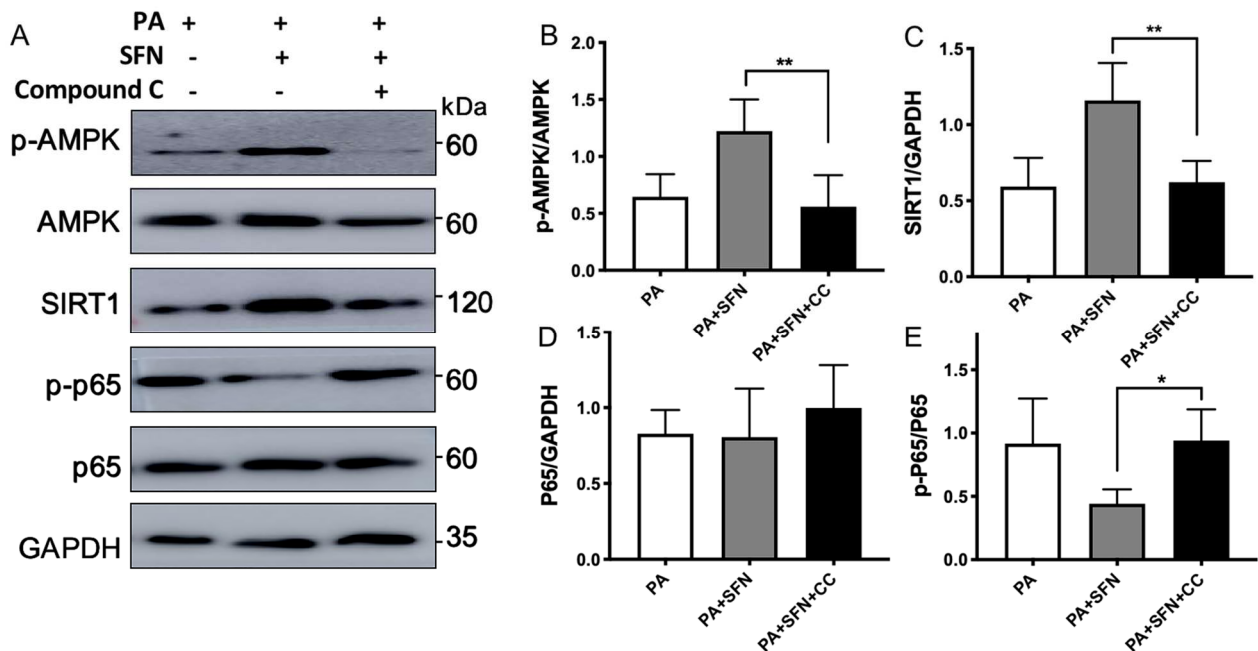 A
PA + + +
SFN - + +
Compound C - - +
kDa
p-AMPK 60
AMPK 60
SIRT1 120
p-p65 60
p65 60
GAPDH 35
B
p-AMPK/AMPK
2.0
1.5
1.0
0.5
0.0
**
PA
PA+SFN
PA+SFN+CC
C
SIRT1/GAPDH
1.5
1.0
0.5
0.0
**
PA
PA+SFN
PA+SFN+CC
D
P65/GAPDH
1.5
1.0
0.5
0.0
PA
PA+SFN
PA+SFN+CC
E
p-P65/P65
1.5
1.0
0.5
0.0
*
PA
PA+SFN
PA+SFN+CC